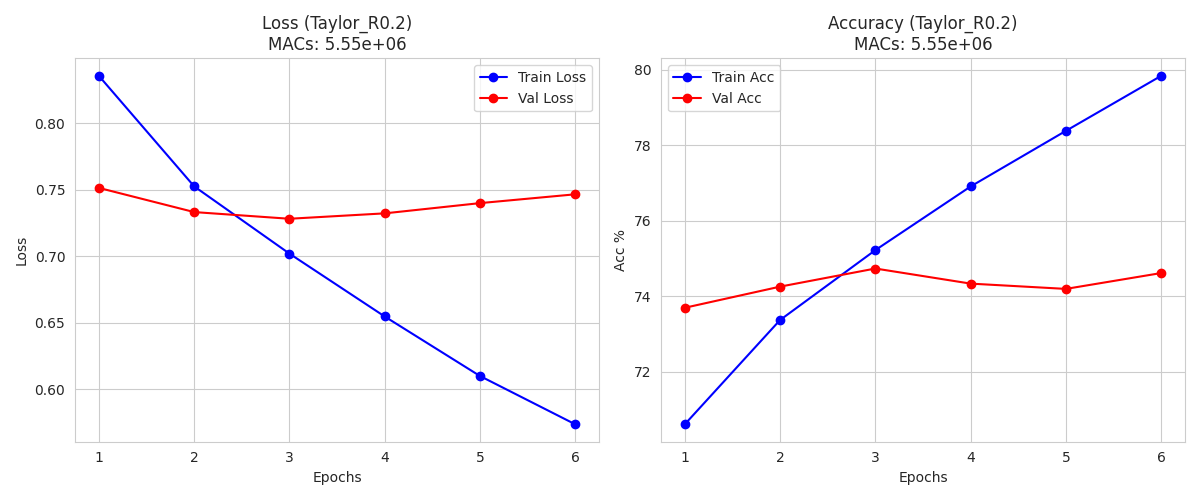 Loss (Taylor_R0.2)
MACs: 5.55e+06
Train Loss
Val Loss
0.80
0.75
0.70
0.65
0.60
Loss
1 2 3 4 5 6
Epochs
Accuracy (Taylor_R0.2)
MACs: 5.55e+06
Train Acc
Val Acc
80
78
76
74
72
Acc %
1 2 3 4 5 6
Epochs